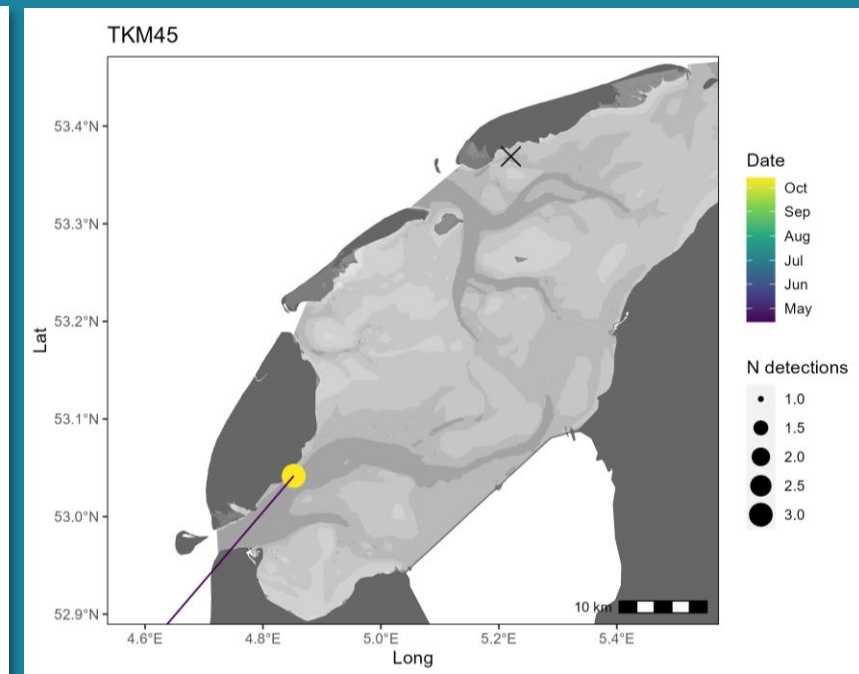 TKM45
53.4°N
53.3°N
53.2°N
53.1°N
53.0°N
52.9°N
Lat
4.6°E 4.8°E 5.0°E 5.2°E 5.4°E
Long
10 km
Date
Oct
Sep
Aug
Jul
Jun
May
N detections
1.0
1.5
2.0
2.5
3.0